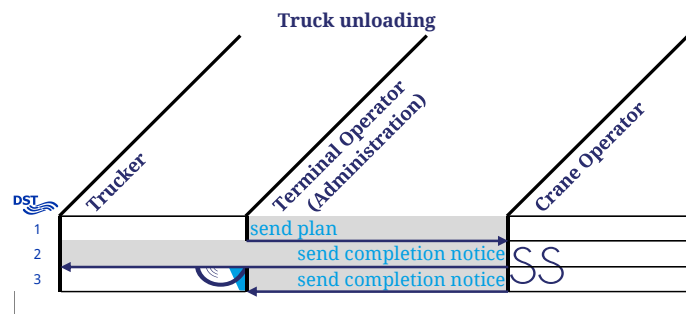 Truck unloading
Trucker
Terminal Operator
(Administration)
Crane Operator
DST
1
send plan
2
send completion notice
SS
3
send completion notice